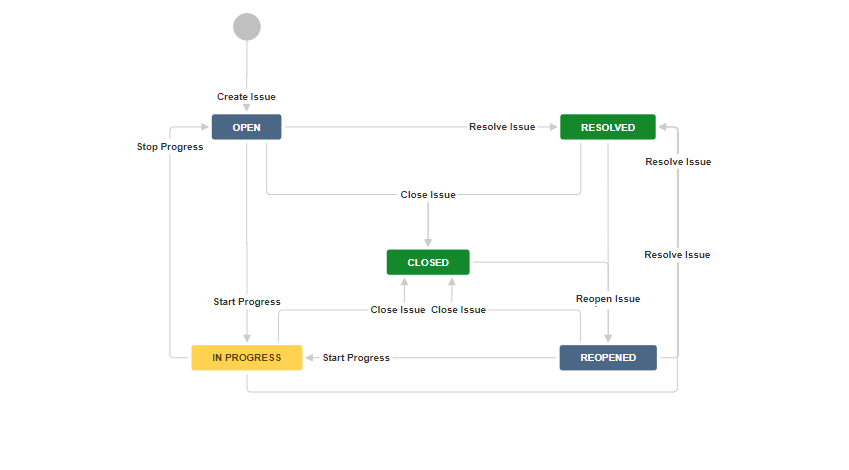 Create Issue
OPEN
Resolve Issue
RESOLVED
Stop Progress
Resolve Issue
Close Issue
Resolve Issue
CLOSED
Start Progress
Reopen Issue
Close Issue
Close Issue
IN PROGRESS
Start Progress
REOPENED